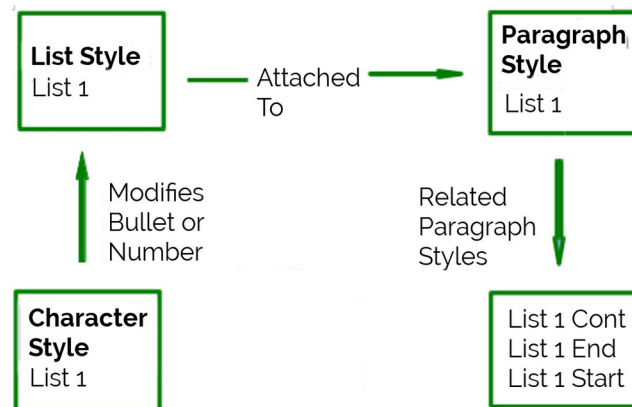 List Style
List 1
Attached
To
Paragraph
Style
List 1
Modifies
Bullet or
Number
Related
Paragraph
Styles
Character
Style
List 1
List 1 Cont
List 1 End
List 1 Start